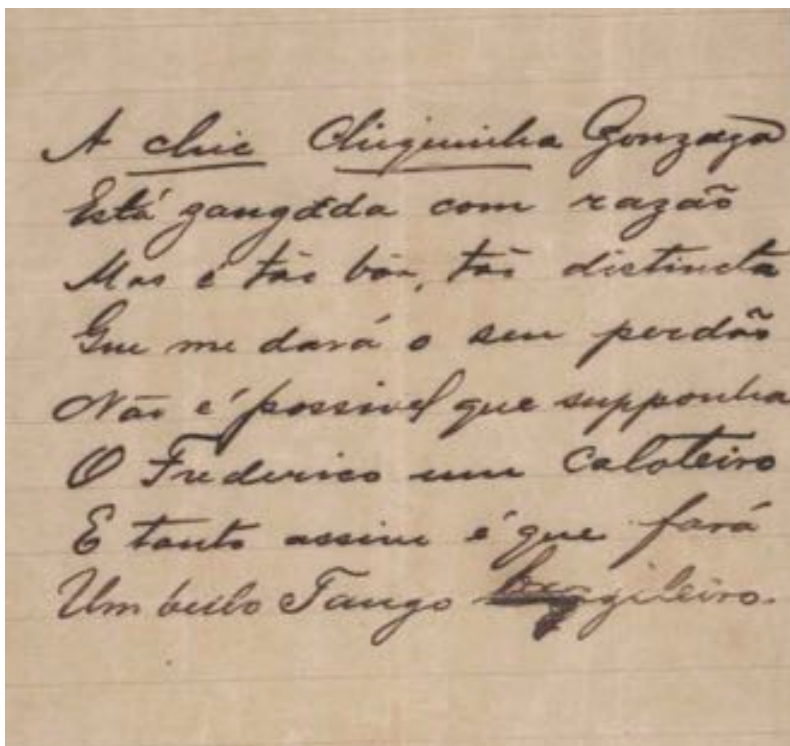 A chic Chiquinha Gonzaga
Está zangada com razão
Mas é tão bôa, tão distincta
Que me dará o seu perdão
Não é possivel que supponha
O Frederico um Caloteiro
E tanto assim é que fará
Um bello Tango brazileiro.